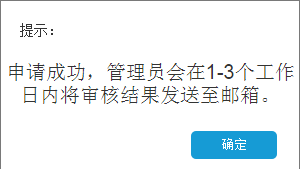 提示：
申请成功，管理员会在1-3个工作
日内将审核结果发送至邮箱。
确定